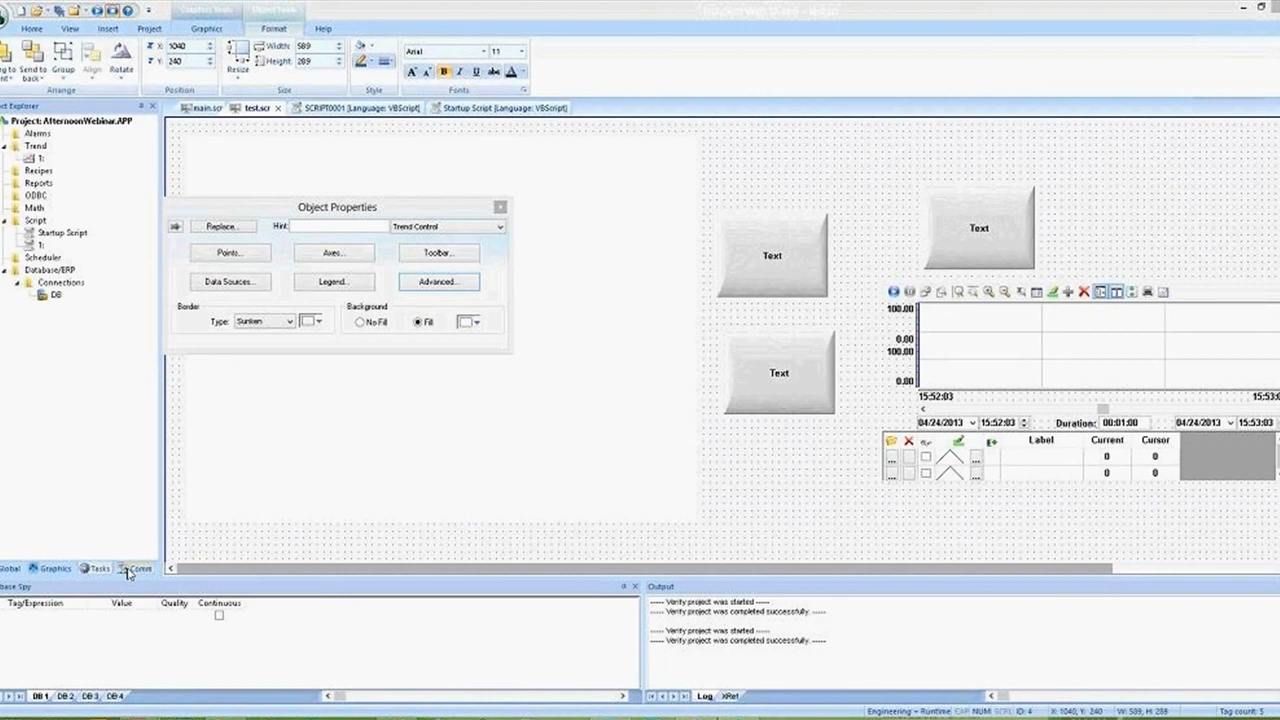 Home View Insert Project Graphics Format Help
X: 1040 Width: 589 Arial 11
Y: 240 Height: 289
Send to back Group Align Rotate Resize
Arrange Position Size Style Fonts
Explorer main.scr test.scr SCRIPT0001 [Language: VBScript] Startup Script [Language: VBScript]
Project: AfternoonWebinar.APP
Alarms
Trend
1:
Recipes
Reports
ODBC
Math
Script
Startup Script
1:
Scheduler
Database/ERP
Connections
DB
Global Graphics Tasks Comm
Object Properties
Replace... Hint: Trend Control
Points... Axes... Toolbar...
Data Sources... Legend... Advanced...
Border Background
Type: Sunken No Fill Fill
Text
Text
Text
100.00
0.00
100.00
0.00
15:52:03
04/24/2013 15:52:03 Duration: 00:01:00 04/24/2013 15:53:03
Label Current Cursor
0 0
0 0
base Spy
Tag/Expression Value Quality Continuous
DB 1 DB 2 DB 3 DB 4
Output
----- Verify project was started -----
----- Verify project was completed successfully. -----
----- Verify project was started -----
----- Verify project was completed successfully. -----
Log XRef
Engineering - Runtime CAP NUM SCRL ID: 4 X: 1040, Y: 240 W: 589, H: 289 Tag count: 5